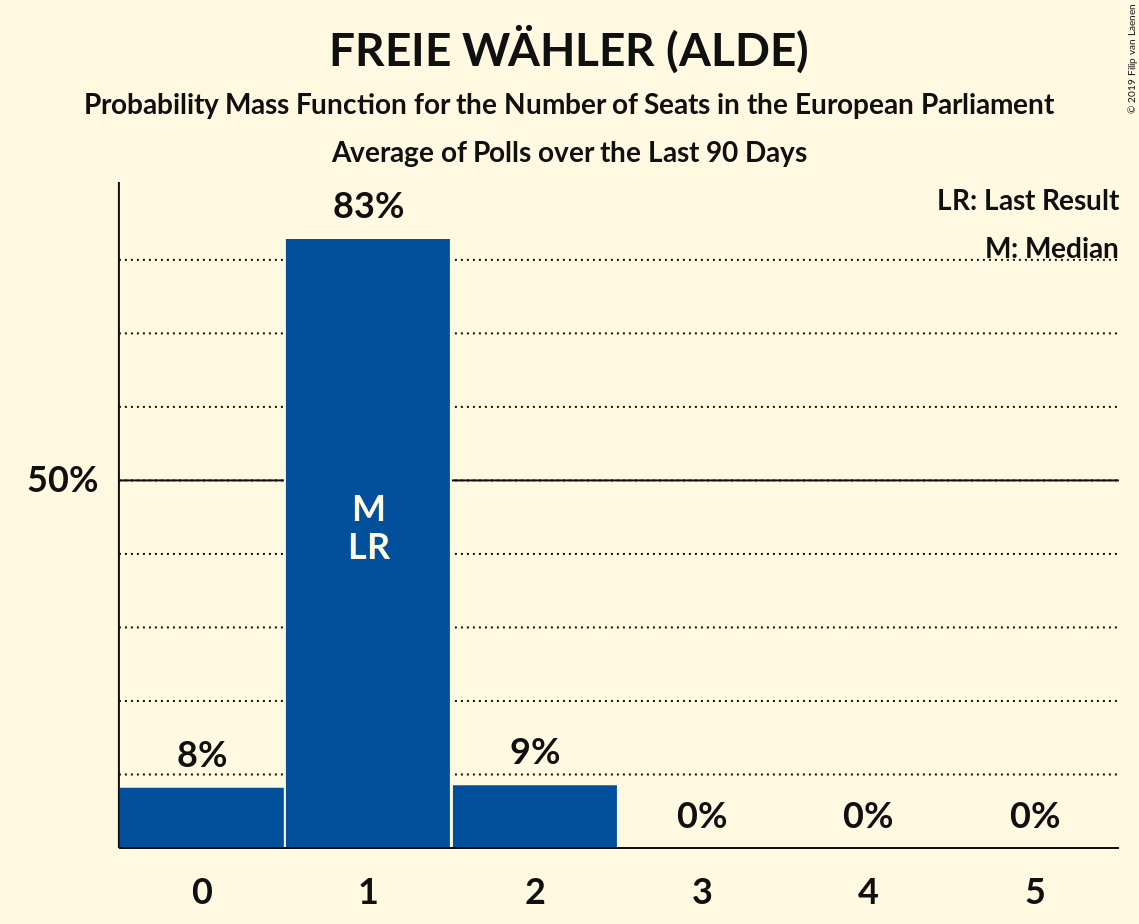 FREIE WÄHLER (ALDE)
Probability Mass Function for the Number of Seats in the European Parliament
Average of Polls over the Last 90 Days
© 2019 Filip van Laenen
LR: Last Result
M: Median
83%
50%
M
LR
8%
9%
0%
0%
0%
0
1
2
3
4
5